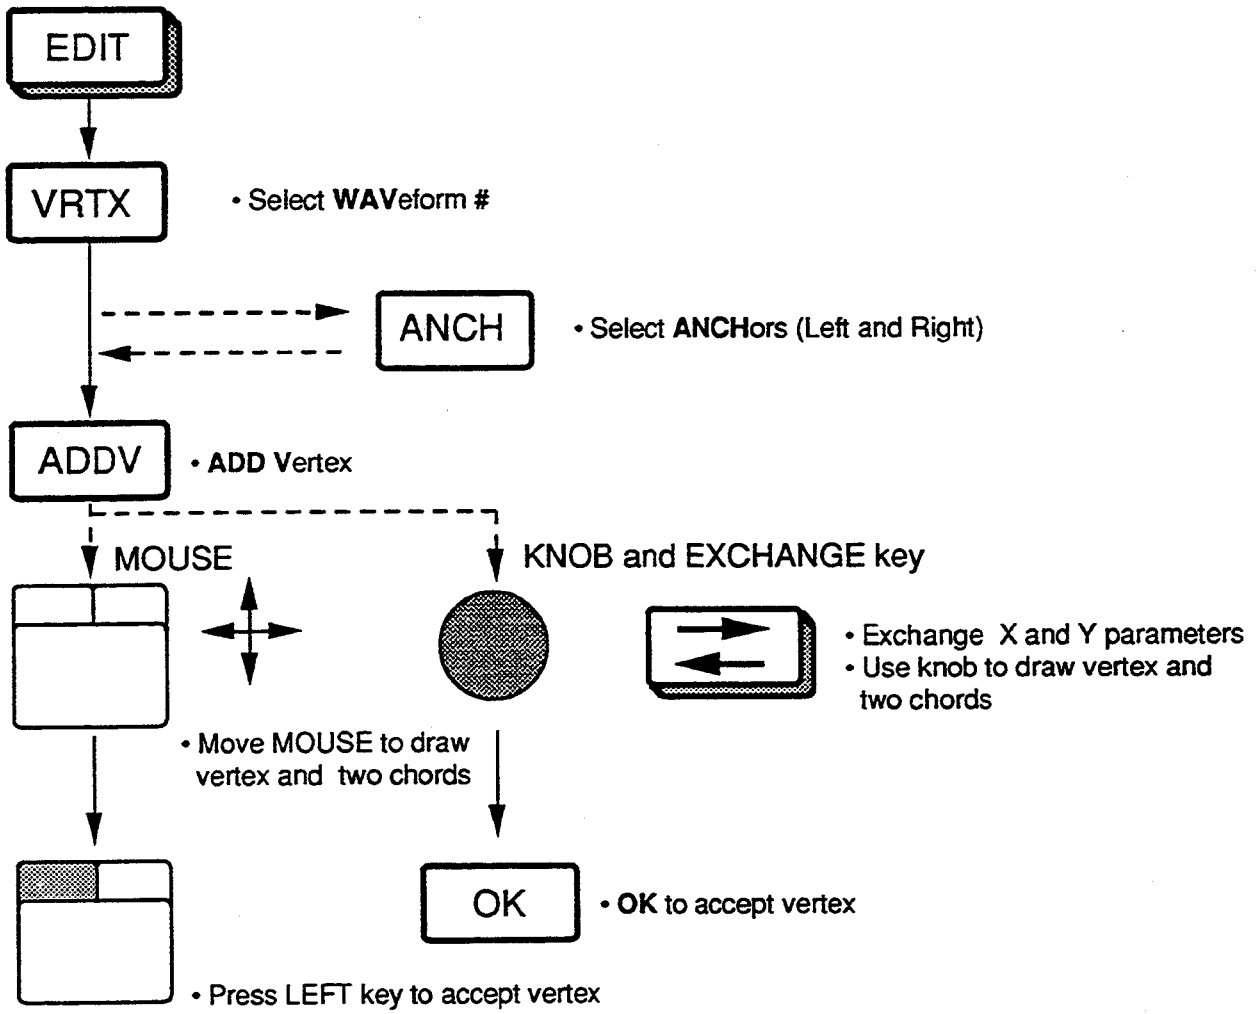 EDIT
VRTX
• Select WAVeform #
ANCH
• Select ANCHors (Left and Right)
ADDV
• ADD Vertex
MOUSE
KNOB and EXCHANGE key
• Exchange X and Y parameters
• Use knob to draw vertex and
two chords
• Move MOUSE to draw
vertex and two chords
OK
• OK to accept vertex
• Press LEFT key to accept vertex